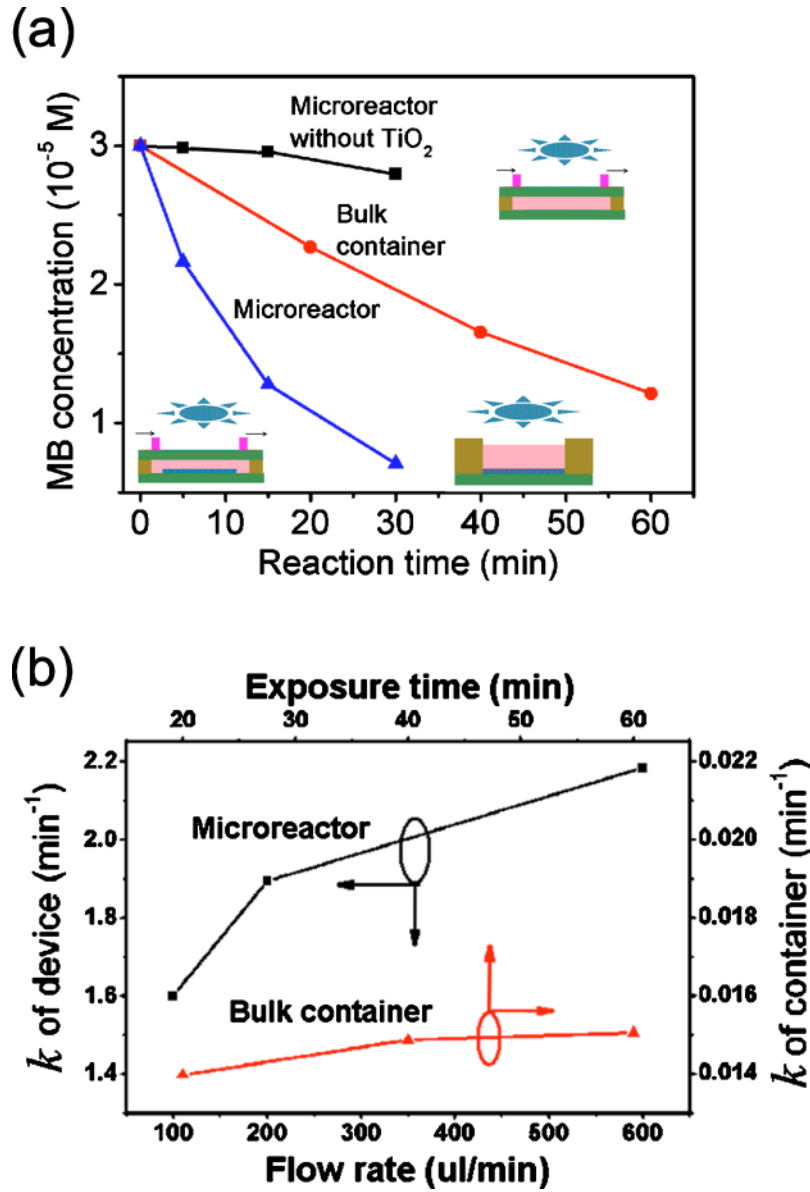 (a)
MB concentration (10⁻⁵ M)
3
2
1
Microreactor
without TiO₂
Bulk
container
Microreactor
0 10 20 30 40 50 60
Reaction time (min)
(b)
Exposure time (min)
20 30 40 50 60
k of device (min⁻¹)
2.2
2.0
1.8
1.6
1.4
Microreactor
Bulk container
0.022
0.020
0.018
0.016
0.014
k of container (min⁻¹)
100 200 300 400 500 600
Flow rate (ul/min)